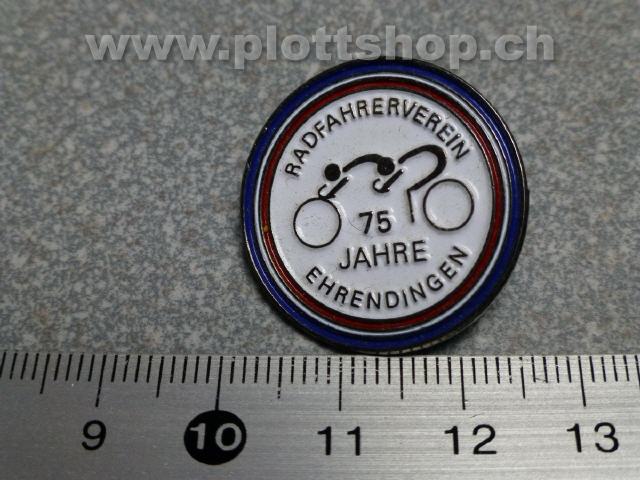 www.plottshop.ch
RADFAHRERVEREIN
75
JAHRE
EHRENDINGEN
9 10 11 12 13